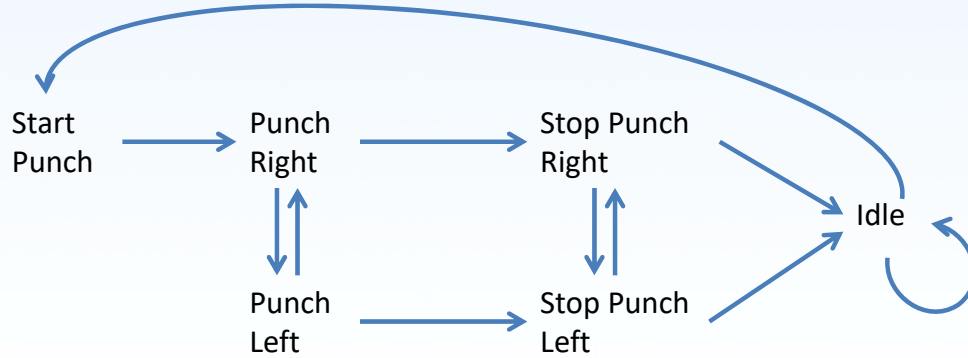 Start
Punch
Punch
Right
Stop Punch
Right
Idle
Punch
Left
Stop Punch
Left